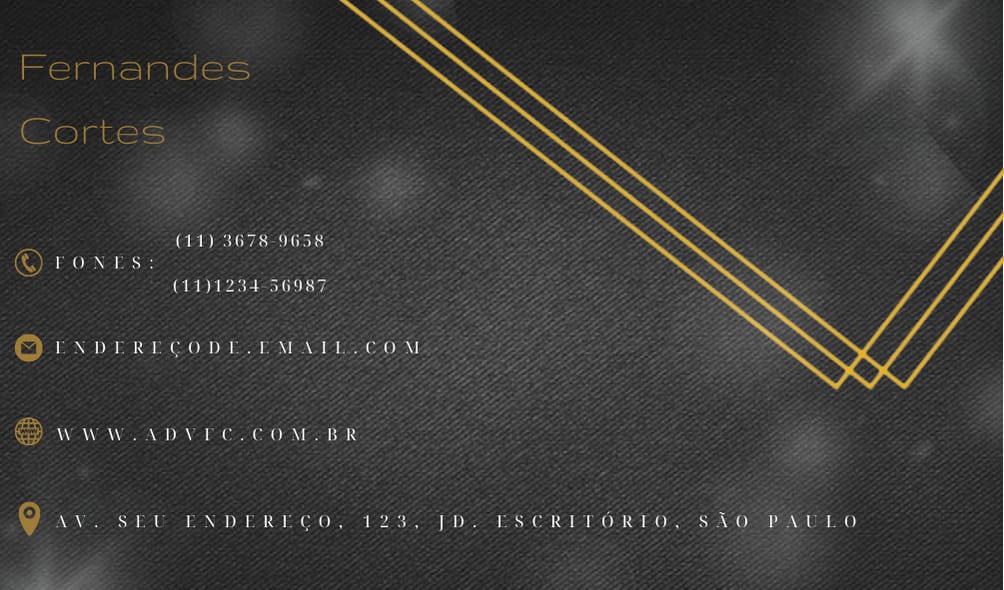 Fernandes
Cortes
(11) 3678-9658
FONES:
(11)1234-56987
ENDEREÇODE.EMAIL.COM
WWW.ADVFC.COM.BR
AV. SEU ENDEREÇO, 123, JD. ESCRITÓRIO, SÃO PAULO